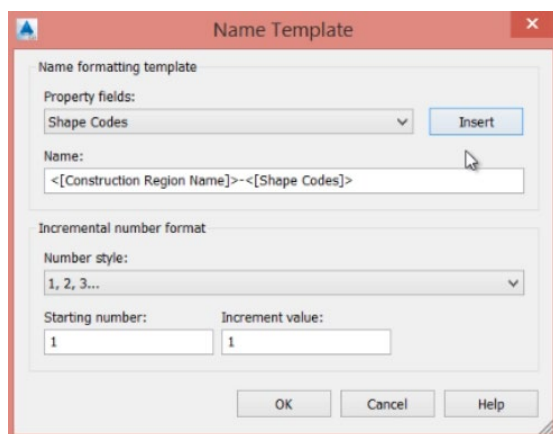 Name Template
Name formatting template
Property fields:
Shape Codes
Insert
Name:
<[Construction Region Name]>-<[Shape Codes]>
Incremental number format
Number style:
1, 2, 3...
Starting number: Increment value:
1 1
OK Cancel Help